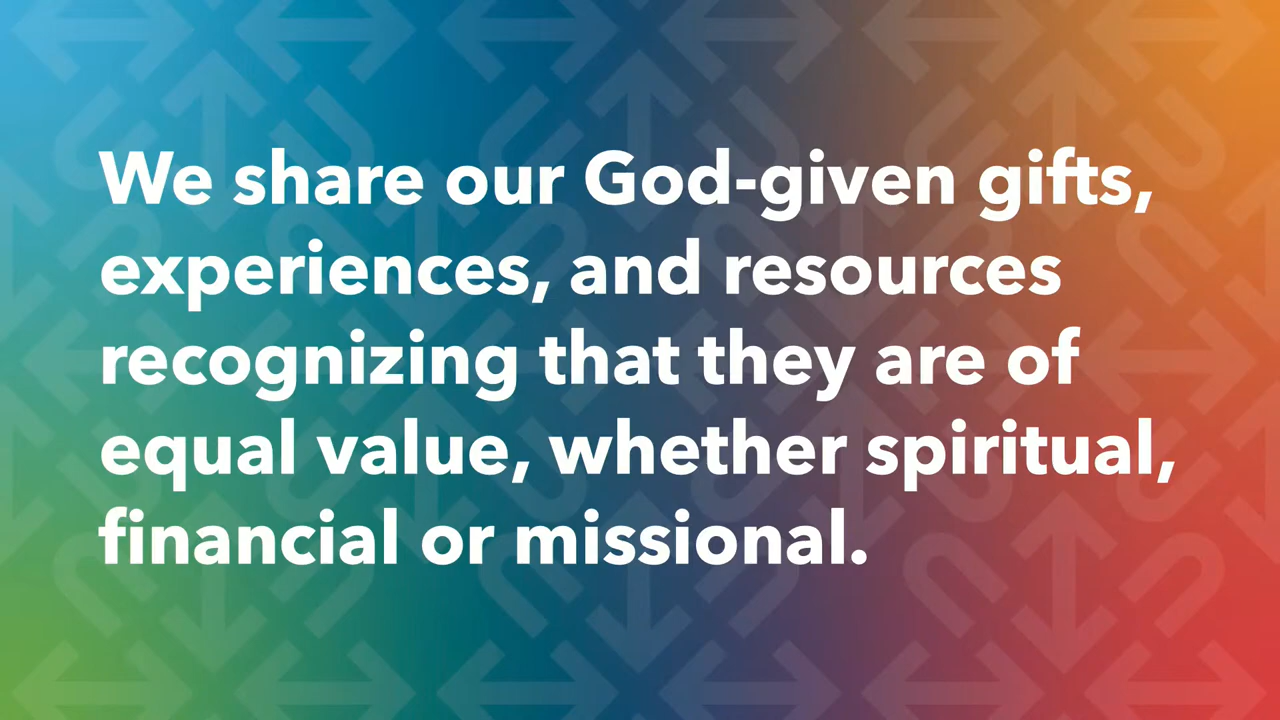 We share our God-given gifts,
experiences, and resources
recognizing that they are of
equal value, whether spiritual,
financial or missional.